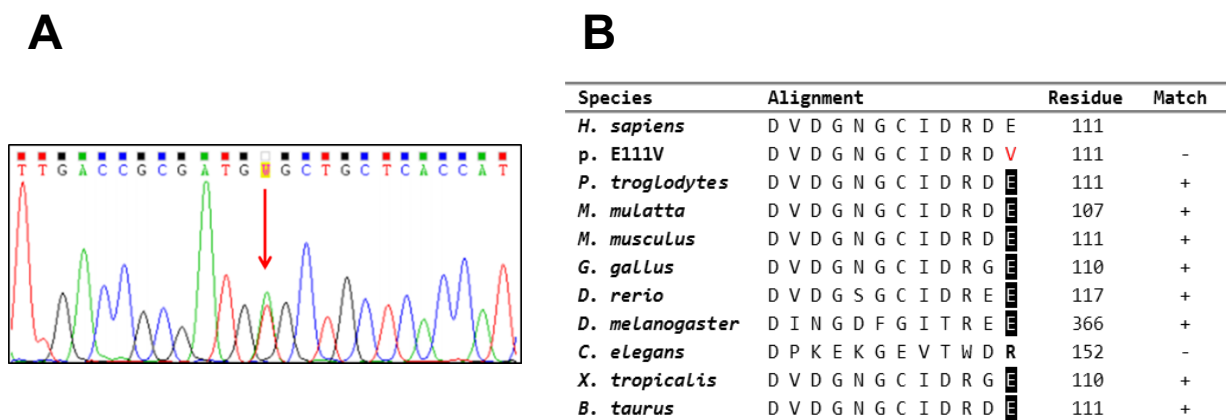 A
B
T T G A C C G C G A T G W G C T G C T C A C C A T
Species Alignment Residue Match
H. sapiens D V D G N G C I D R D E 111
p. E111V D V D G N G C I D R D V 111 -
P. troglodytes D V D G N G C I D R D E 111 +
M. mulatta D V D G N G C I D R D E 107 +
M. musculus D V D G N G C I D R D E 111 +
G. gallus D V D G N G C I D R G E 110 +
D. rerio D V D G S G C I D R E E 117 +
D. melanogaster D I N G D F G I T R E E 366 +
C. elegans D P K E K G E V T W D R 152 -
X. tropicalis D V D G N G C I D R G E 110 +
B. taurus D V D G N G C I D R D E 111 +